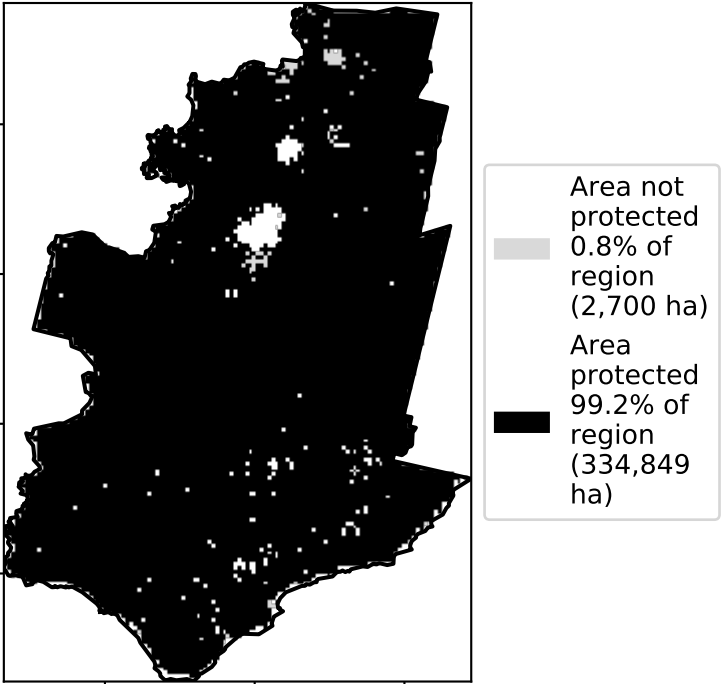 Area not
protected
0.8% of
region
(2,700 ha)
Area
protected
99.2% of
region
(334,849
ha)